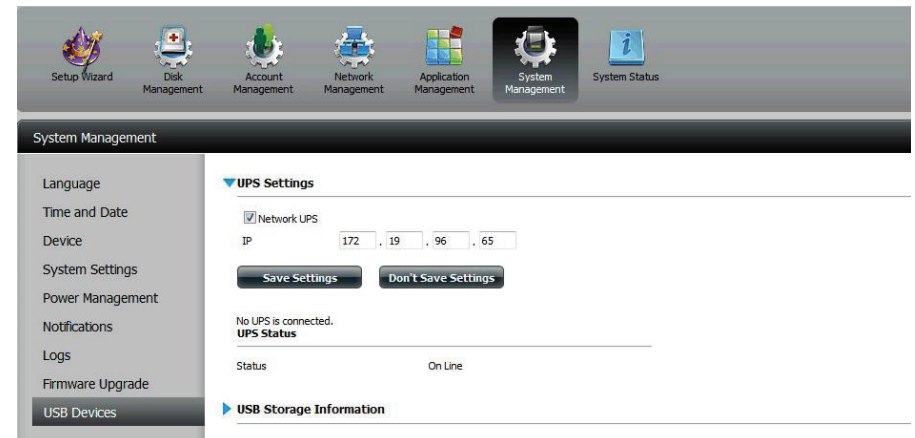 Setup Wizard
Disk Management
Account Management
Network Management
Application Management
System Management
System Status
System Management
Language
Time and Date
Device
System Settings
Power Management
Notifications
Logs
Firmware Upgrade
USB Devices
UPS Settings
Network UPS
IP 172 . 19 . 96 . 65
Save Settings Don't Save Settings
No UPS is connected.
UPS Status
Status On Line
USB Storage Information